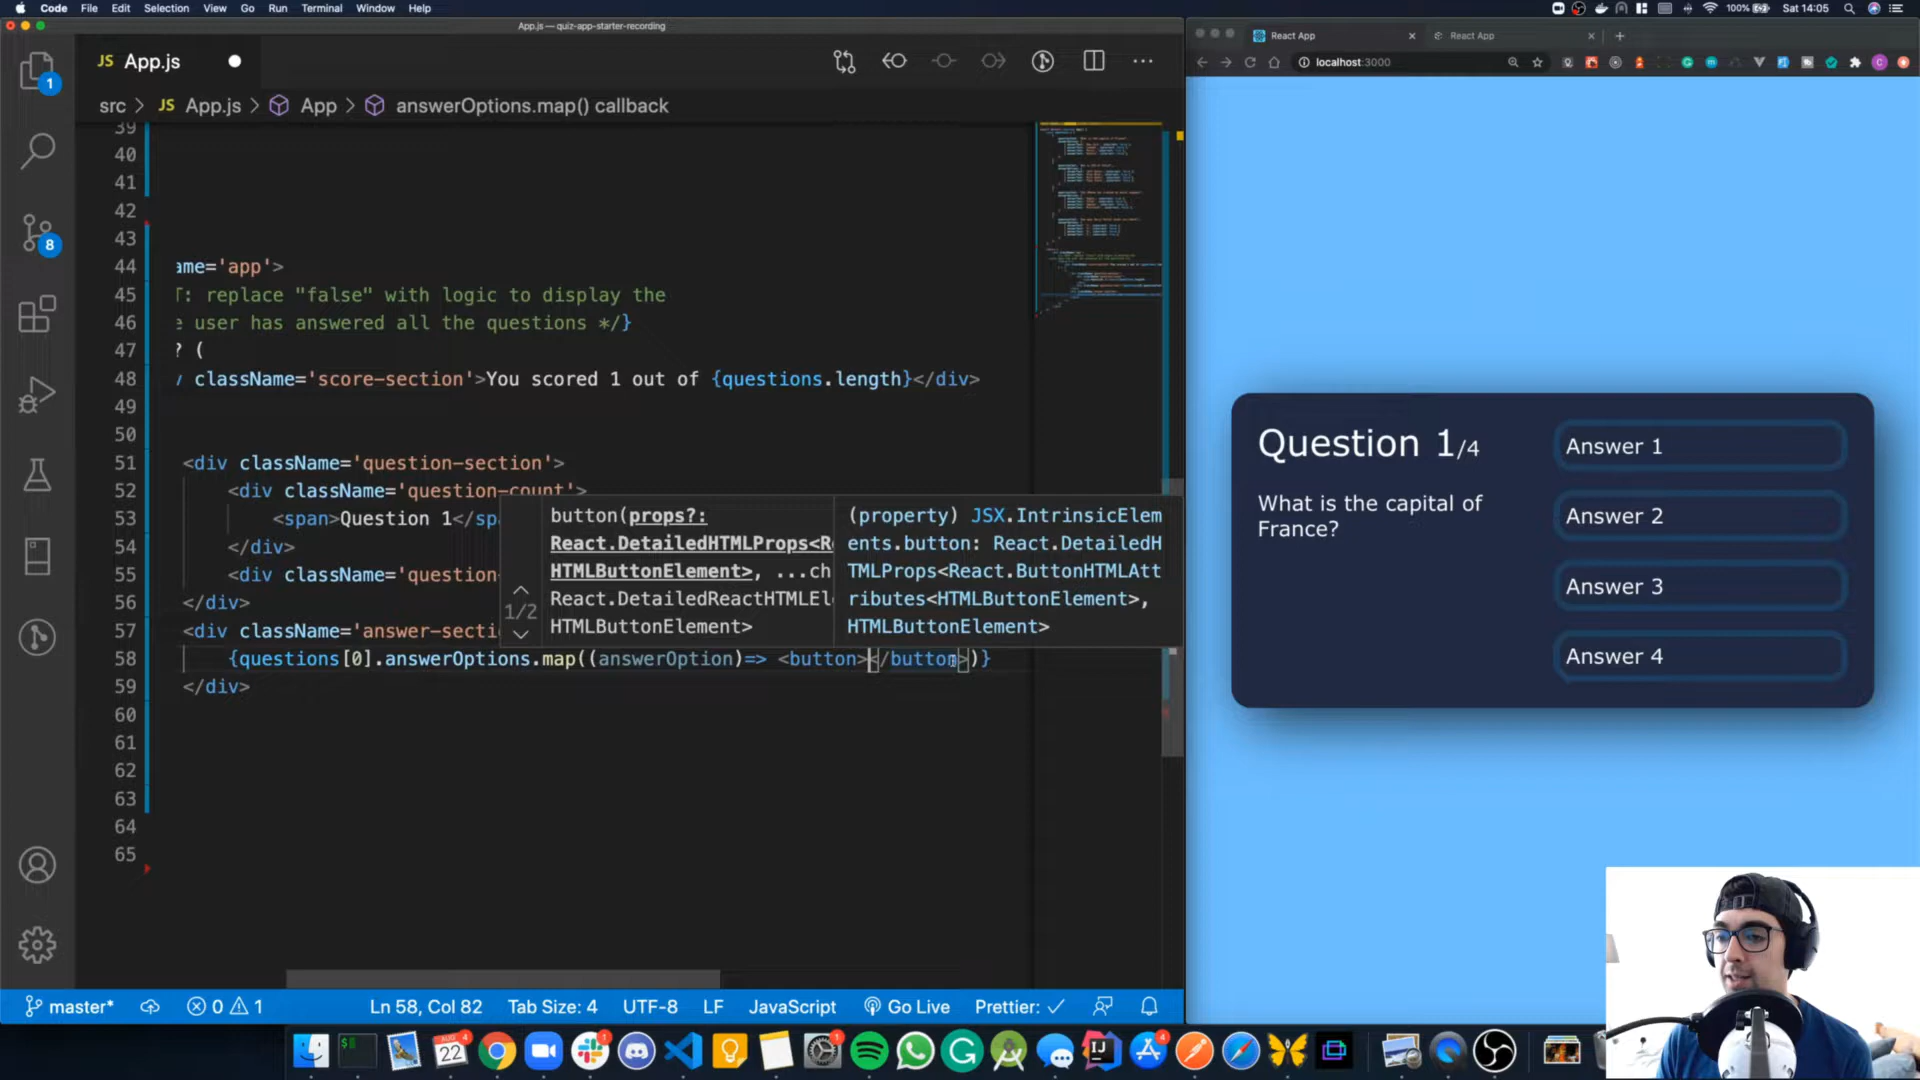 Code File Edit Selection View Go Run Terminal Window Help
100% Sat 14:05
App.js — quiz-app-starter-recording
JS App.js
src > JS App.js > App > answerOptions.map() callback
39
40
41
42
43
44 ame='app'>
45 T: replace "false" with logic to display the
46 e user has answered all the questions */}
47 ? (
48 v className='score-section'>You scored 1 out of {questions.length}</div>
49
50
51 <div className='question-section'>
52 <div className='question-count'>
53 <span>Question 1</spa
54 </div>
55 <div className='question-
56 </div>
57 <div className='answer-secti
58 {questions[0].answerOptions.map((answerOption)=> <button></button>)}
59 </div>
60
61
62
63
64
65
1/2
button(props?:
React.DetailedHTMLProps<R
HTMLButtonElement>, ...ch
React.DetailedReactHTMLEl
HTMLButtonElement>
(property) JSX.IntrinsicElem
ents.button: React.DetailedH
TMLProps<React.ButtonHTMLAtt
ributes<HTMLButtonElement>,
HTMLButtonElement>
1
8
master* 0 1 Ln 58, Col 82 Tab Size: 4 UTF-8 LF JavaScript Go Live Prettier: ✓
React App
React App
localhost:3000
Question 1/4
What is the capital of
France?
Answer 1
Answer 2
Answer 3
Answer 4
AUG
22